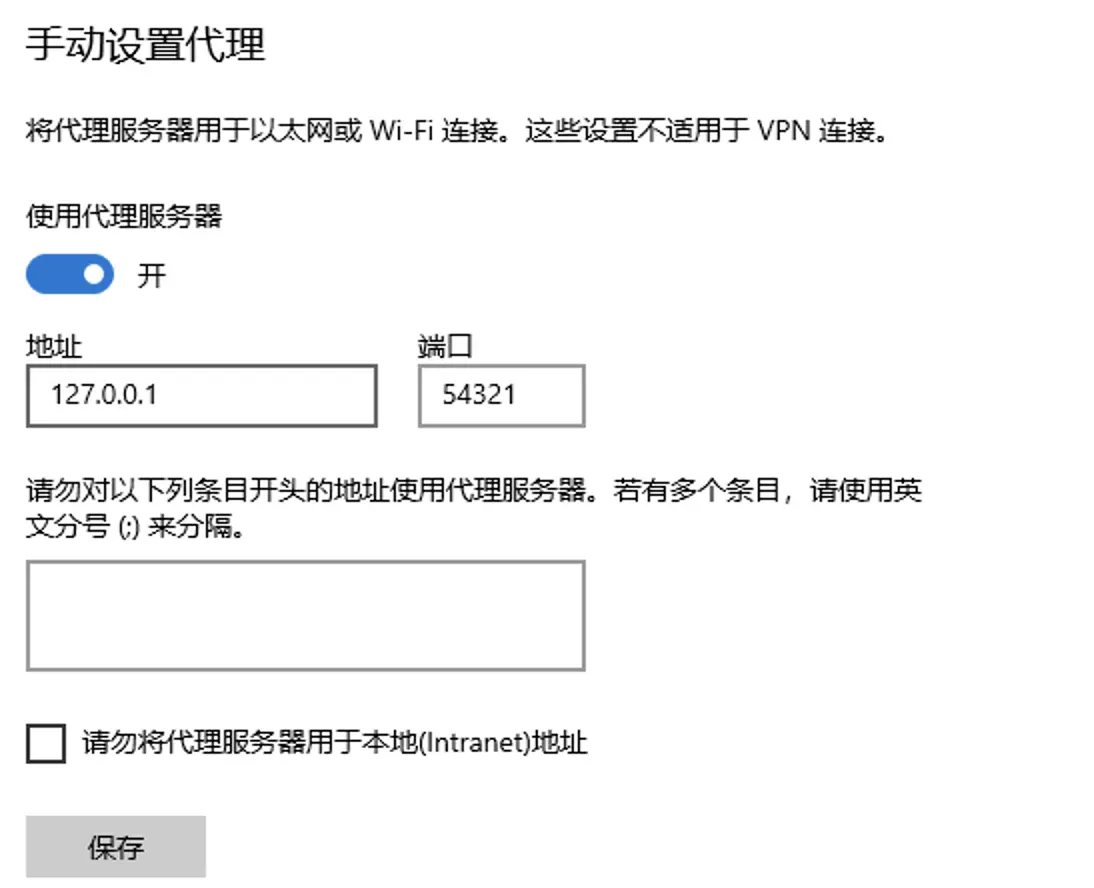 手动设置代理
将代理服务器用于以太网或 Wi-Fi 连接。这些设置不适用于 VPN 连接。
使用代理服务器
开
地址 端口
127.0.0.1 54321
请勿对以下列条目开头的地址使用代理服务器。若有多个条目，请使用英
文分号 (;) 来分隔。
请勿将代理服务器用于本地(Intranet)地址
保存